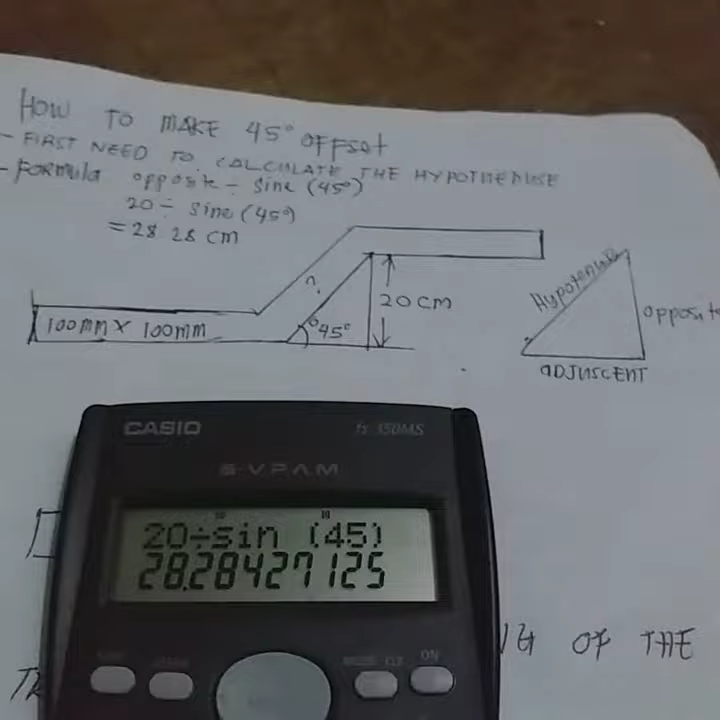 HOW TO MAKE 45° OFFSET
- FIRST NEED TO CALCULATE THE HYPOTHENUSE
- FORMULA opposite ÷ sine (45°)
20 ÷ sine (45°)
= 28.28 cm
?
20 CM
45°
100mm X 100mm
Hypotenuse
opposite
ADJUSCENT
CASIO
fx-350MS
S-V.P.A.M.
20÷sin (45)
28.28427125
ON
OF THE